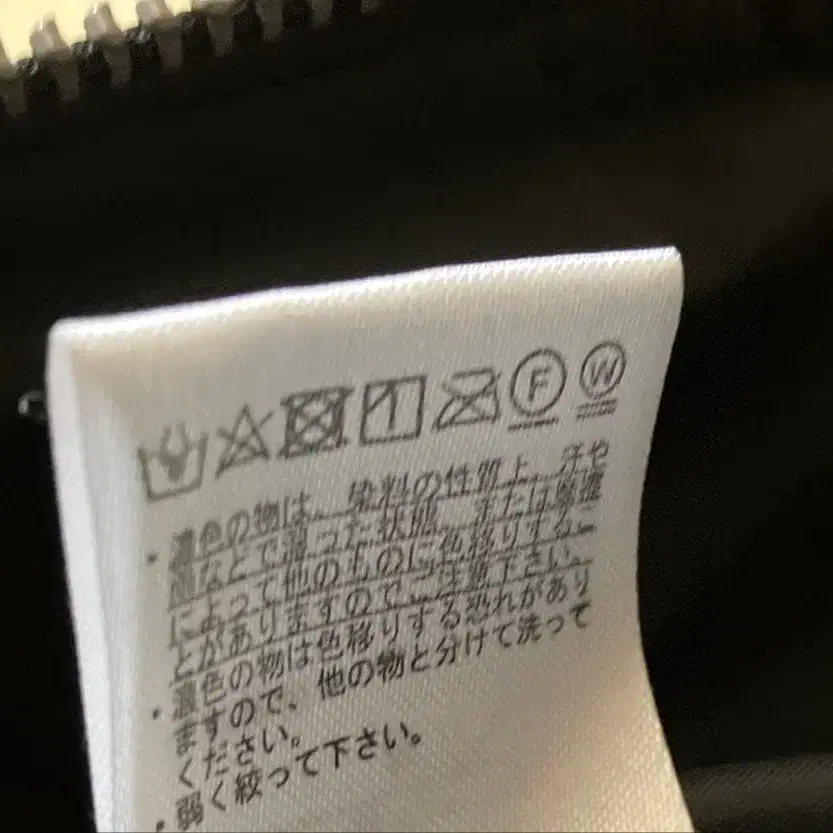 F W
・濃色の物は、染料の性質上、汗や
雨などで湿った状態、または摩擦
によって他のものに色移りするこ
とがありますのでご注意下さい。
・濃色の物は色移りする恐れがあり
ますので、他の物と分けて洗って
ください。
・弱く絞って下さい。